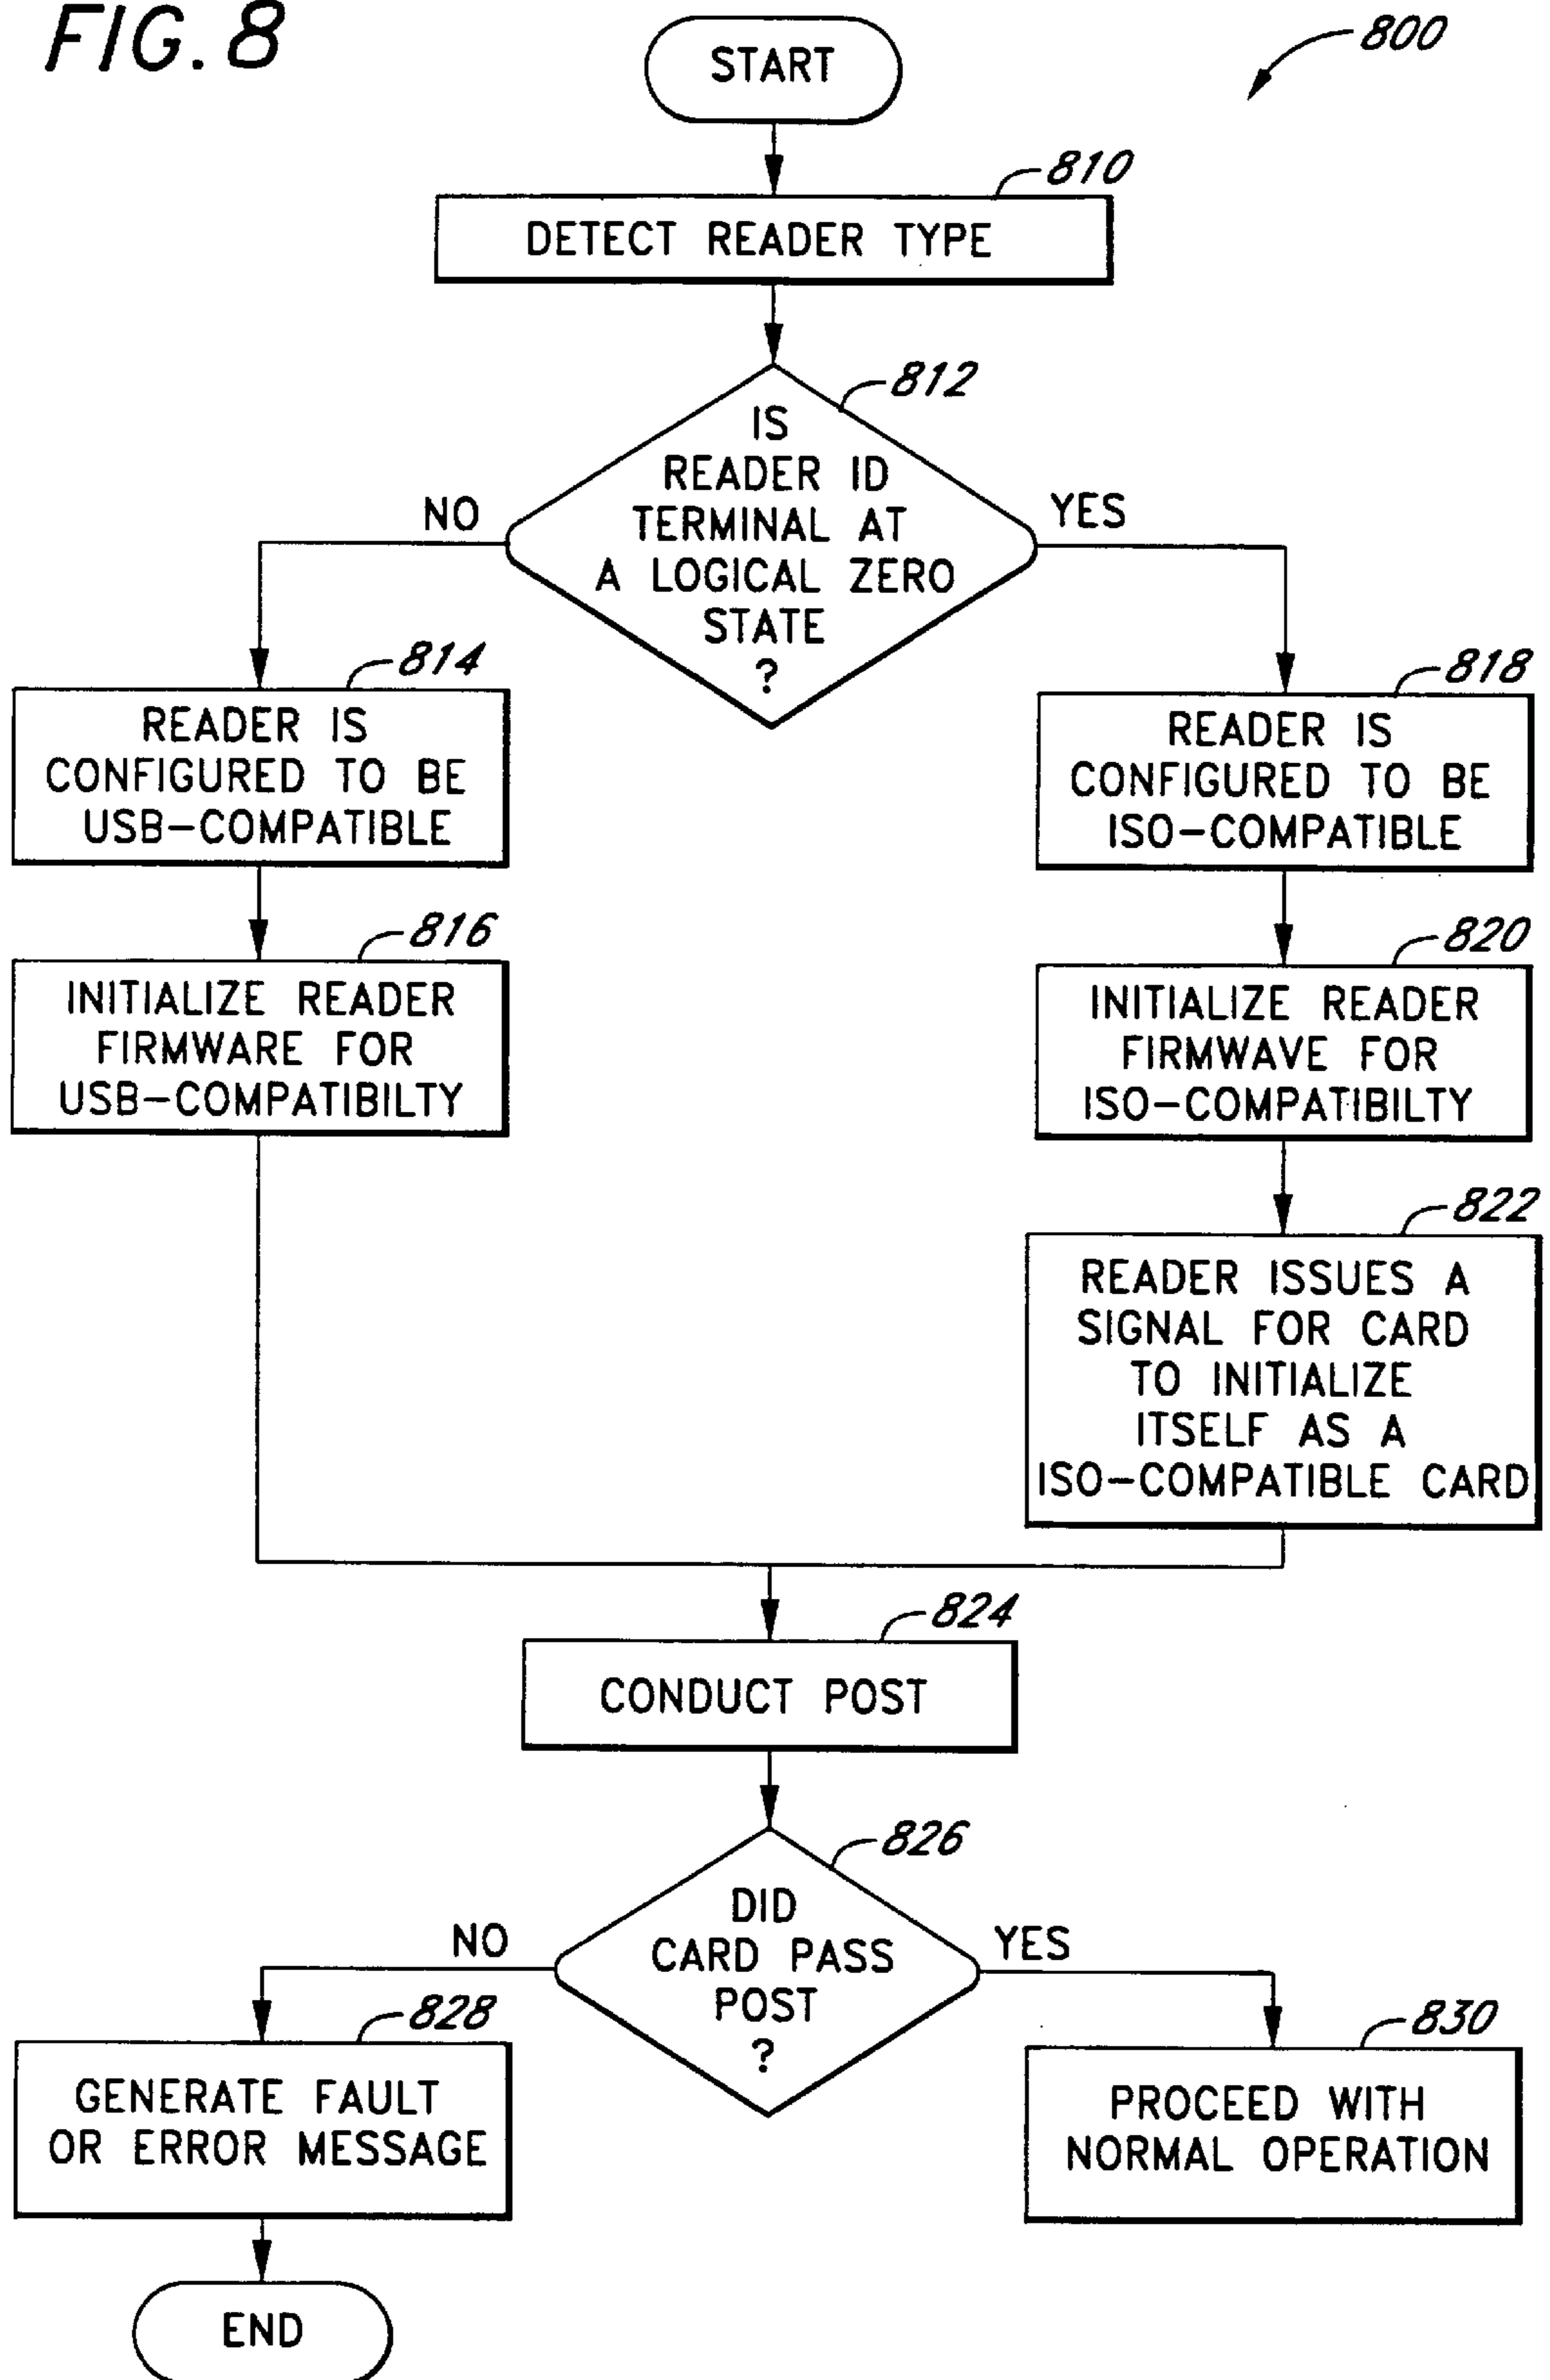 FIG. 8
800
START
810
DETECT READER TYPE
812
IS
READER ID
TERMINAL AT
A LOGICAL ZERO
STATE
?
NO
YES
814
READER IS
CONFIGURED TO BE
USB-COMPATIBLE
816
INITIALIZE READER
FIRMWARE FOR
USB-COMPATIBILTY
818
READER IS
CONFIGURED TO BE
ISO-COMPATIBLE
820
INITIALIZE READER
FIRMWAVE FOR
ISO-COMPATIBILTY
822
READER ISSUES A
SIGNAL FOR CARD
TO INITIALIZE
ITSELF AS A
ISO-COMPATIBLE CARD
824
CONDUCT POST
826
DID
CARD PASS
POST
?
NO
YES
828
GENERATE FAULT
OR ERROR MESSAGE
END
830
PROCEED WITH
NORMAL OPERATION